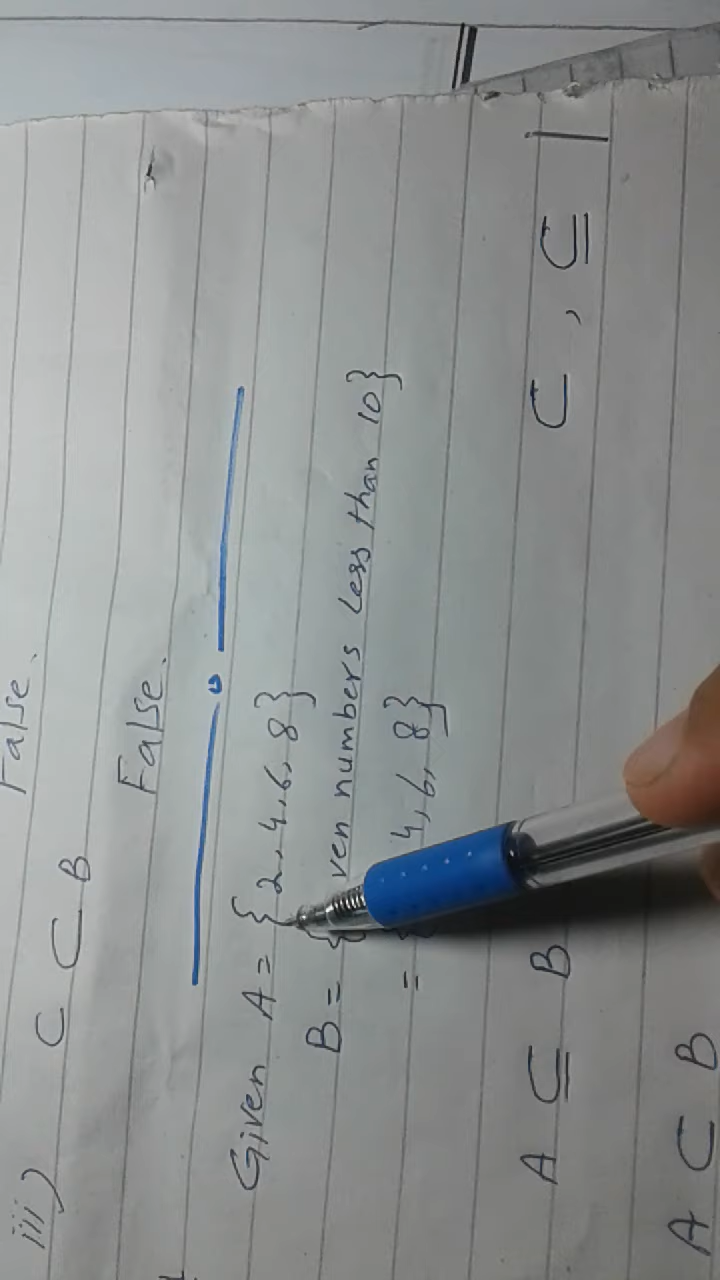 False.
iii) C ⊂ B
False.
Given A = {2, 4, 6, 8}
B = {ven numbers less than 10}
= { 4, 6, 8}
A ⊆ B ⊂ , ⊆
A ⊂ B